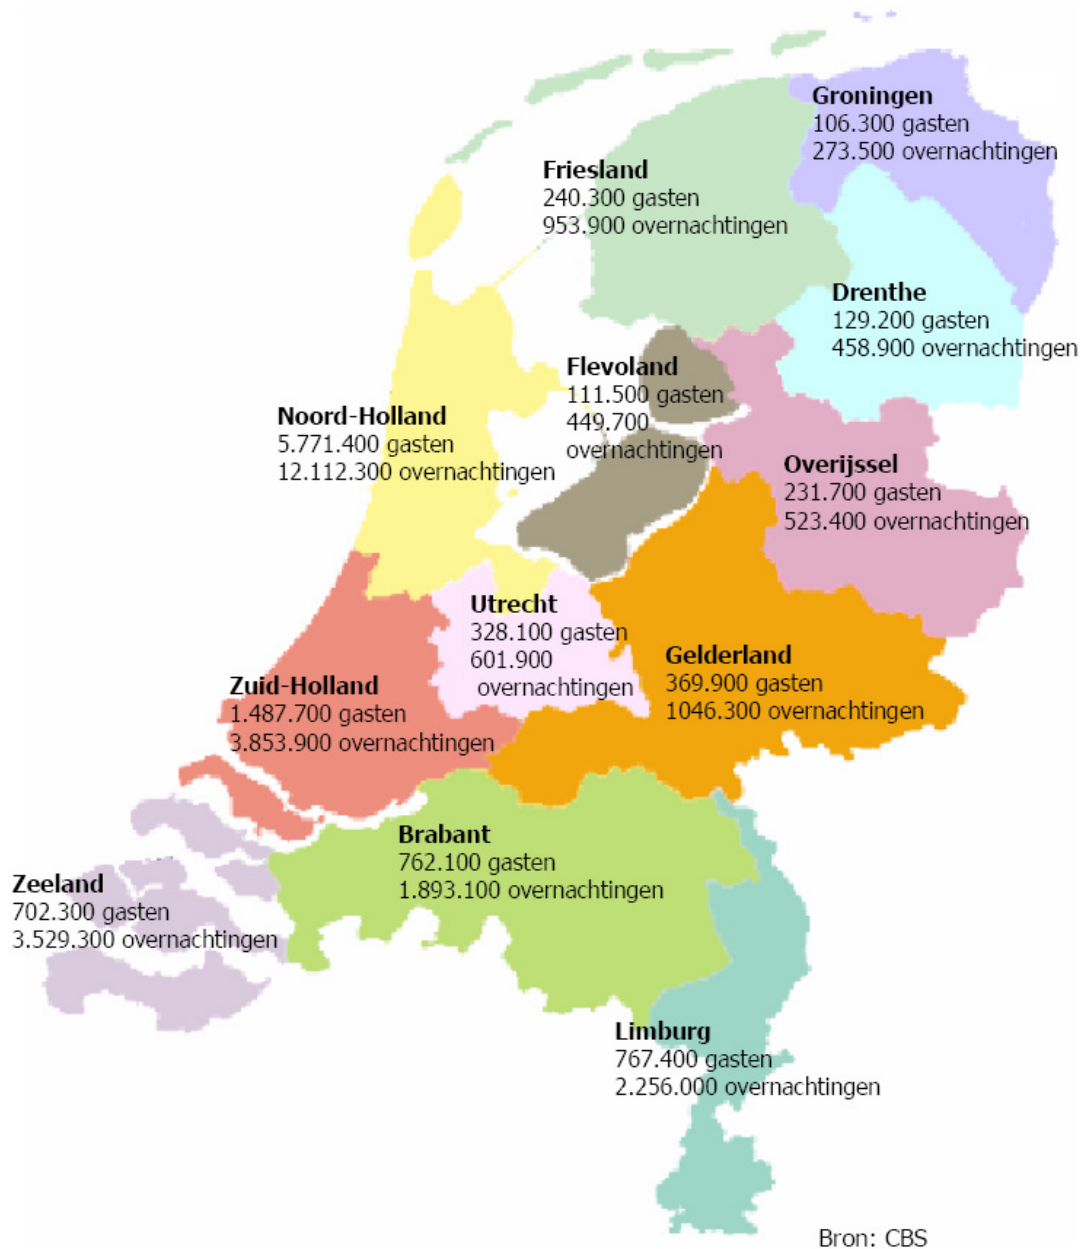 Groningen
106.300 gasten
273.500 overnachtingen
Friesland
240.300 gasten
953.900 overnachtingen
Drenthe
129.200 gasten
458.900 overnachtingen
Flevoland
111.500 gasten
449.700
overnachtingen
Noord-Holland
5.771.400 gasten
12.112.300 overnachtingen
Overijssel
231.700 gasten
523.400 overnachtingen
Utrecht
328.100 gasten
601.900
overnachtingen
Gelderland
369.900 gasten
1046.300 overnachtingen
Zuid-Holland
1.487.700 gasten
3.853.900 overnachtingen
Brabant
762.100 gasten
1.893.100 overnachtingen
Zeeland
702.300 gasten
3.529.300 overnachtingen
Limburg
767.400 gasten
2.256.000 overnachtingen
Bron: CBS